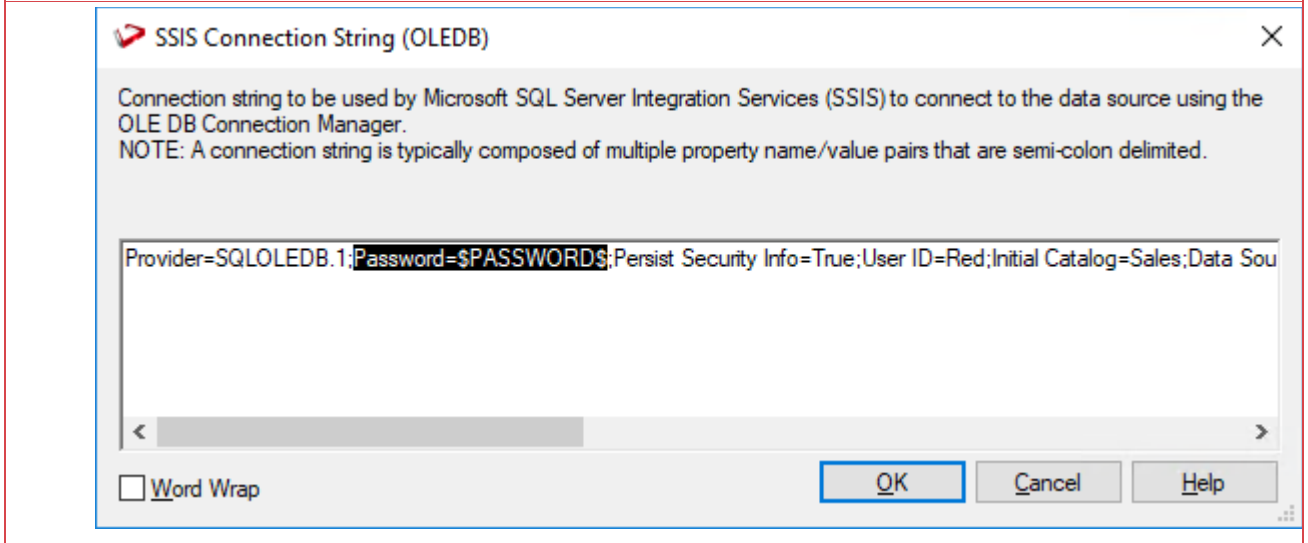 SSIS Connection String (OLEDB)
Connection string to be used by Microsoft SQL Server Integration Services (SSIS) to connect to the data source using the
OLE DB Connection Manager.
NOTE: A connection string is typically composed of multiple property name/value pairs that are semi-colon delimited.
Provider=SQLOLEDB.1;Password=$PASSWORD$;Persist Security Info=True;User ID=Red;Initial Catalog=Sales;Data Sou
Word Wrap
OK
Cancel
Help